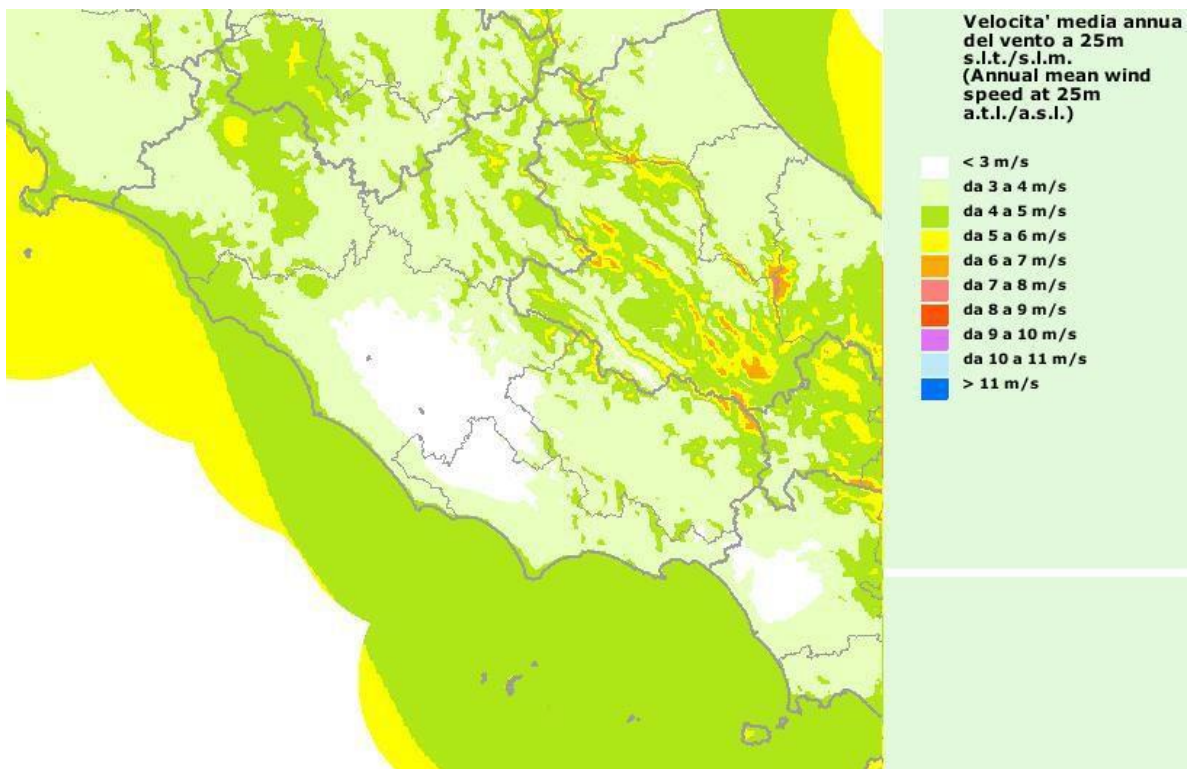 Velocita' media annua
del vento a 25m
s.l.t./s.l.m.
(Annual mean wind
speed at 25m
a.t.l./a.s.l.)
< 3 m/s
da 3 a 4 m/s
da 4 a 5 m/s
da 5 a 6 m/s
da 6 a 7 m/s
da 7 a 8 m/s
da 8 a 9 m/s
da 9 a 10 m/s
da 10 a 11 m/s
> 11 m/s